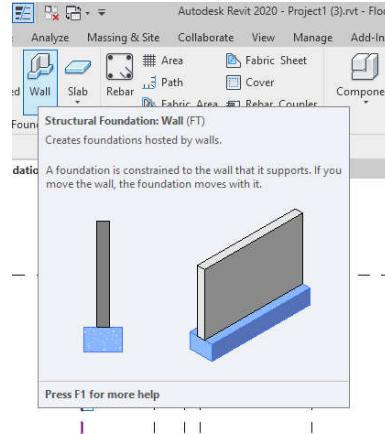 Autodesk Revit 2020 - Project1 (3).rvt - Floo
Analyze Massing & Site Collaborate View Manage Add-In
Wall Slab Rebar Area Fabric Sheet
Path Cover
Fabric Area Rebar Coupler
Compone
Foun
Structural Foundation: Wall (FT)
Creates foundations hosted by walls.
datio
A foundation is constrained to the wall that it supports. If you
move the wall, the foundation moves with it.
Press F1 for more help